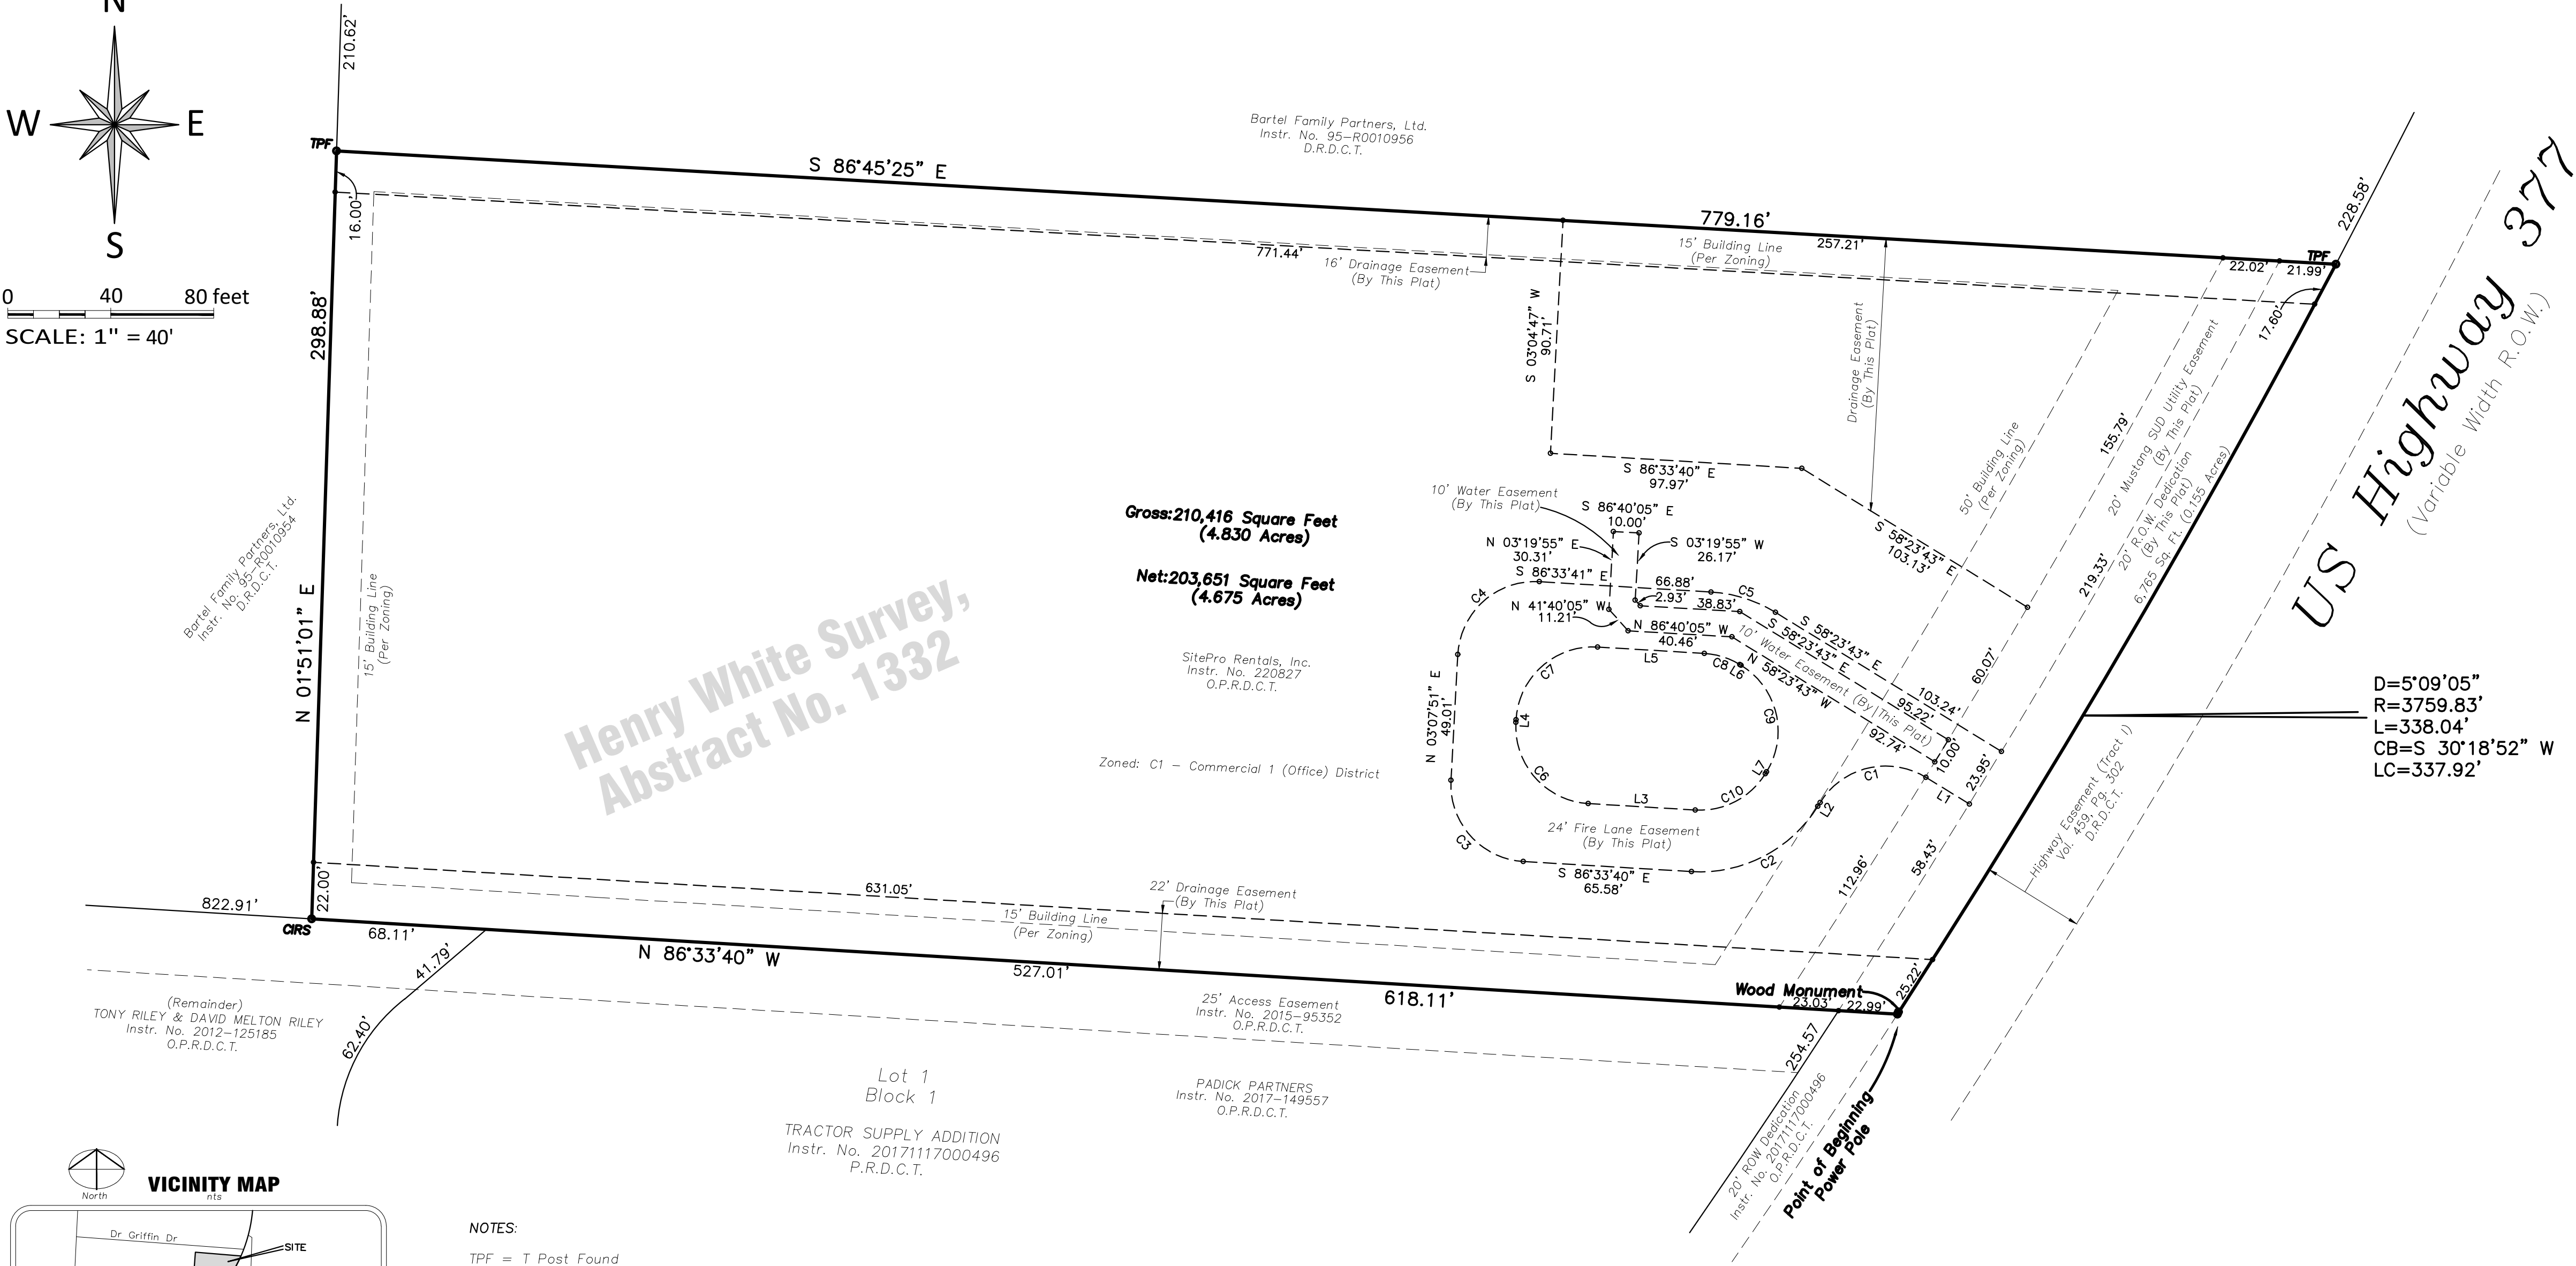 N
W
E
S
0 40 80 feet
SCALE: 1" = 40'
210.62'
TPF
16.00'
S 86°45'25" E
779.16'
Bartel Family Partners, Ltd.
Instr. No. 95-R0010956
D.R.D.C.T.
771.44'
16' Drainage Easement
(By This Plat)
15' Building Line
(Per Zoning)
257.21'
22.02'
21.99'
TPF
228.58'
17.60'
US Highway 377
(Variable Width R.O.W.)
298.88'
N 01°51'01" E
Bartel Family Partners, Ltd.
Instr. No. 95-R0010954
D.R.D.C.T.
15' Building Line
(Per Zoning)
S 03°04'47" W
90.71'
S 86°33'40" E
97.97'
Drainage Easement
(By This Plat)
S 58°23'43" E
103.13'
50' Building Line
(Per Zoning)
155.79'
20' Mustang SUD Utility Easement
(By This Plat)
219.33'
20' R.O.W. Dedication
(By This Plat)
6,765 Sq. Ft. (0.155 Acres)
Gross:210,416 Square Feet
(4.830 Acres)
Net:203,651 Square Feet
(4.675 Acres)
Henry White Survey,
Abstract No. 1332
SitePro Rentals, Inc.
Instr. No. 220827
O.P.R.D.C.T.
Zoned: C1 - Commercial 1 (Office) District
10' Water Easement
(By This Plat)
S 86°40'05" E
10.00'
N 03°19'55" E
30.31'
S 03°19'55" W
26.17'
S 86°33'41" E
66.88'
C5
2.93'
38.83'
N 41°40'05" W
11.21'
N 86°40'05" W
40.46'
C4
S 58°23'43" E
103.24'
S 58°23'43" E
95.22'
10' Water Easement (By This Plat)
N 58°23'43" W
92.74'
10.00'
60.07'
23.95'
C7
L5
C8
L6
C9
L4
C6
L3
C10
L7
N 03°07'51" E
49.01'
C3
24' Fire Lane Easement
(By This Plat)
S 86°33'40" E
65.58'
C2
L2
C1
L1
112.96'
58.43'
D=5°09'05"
R=3759.83'
L=338.04'
CB=S 30°18'52" W
LC=337.92'
Highway Easement (Tract I)
Vol. 459, Pg. 302
D.R.D.C.T.
22.00'
822.91'
CIRS
68.11'
41.79'
62.40'
631.05'
22' Drainage Easement
(By This Plat)
15' Building Line
(Per Zoning)
N 86°33'40" W
527.01'
618.11'
Wood Monument
23.03'
22.99'
25.22'
(Remainder)
TONY RILEY & DAVID MELTON RILEY
Instr. No. 2012-125185
O.P.R.D.C.T.
25' Access Easement
Instr. No. 2015-95352
O.P.R.D.C.T.
254.57
Lot 1
Block 1
TRACTOR SUPPLY ADDITION
Instr. No. 20171117000496
P.R.D.C.T.
PADICK PARTNERS
Instr. No. 2017-149557
O.P.R.D.C.T.
20' ROW Dedication
Instr. No. 20171117000496
O.P.R.D.C.T.
Point of Beginning
Power Pole
North
VICINITY MAP
nts
Dr Griffin Dr
SITE
NOTES:
TPF = T Post Found